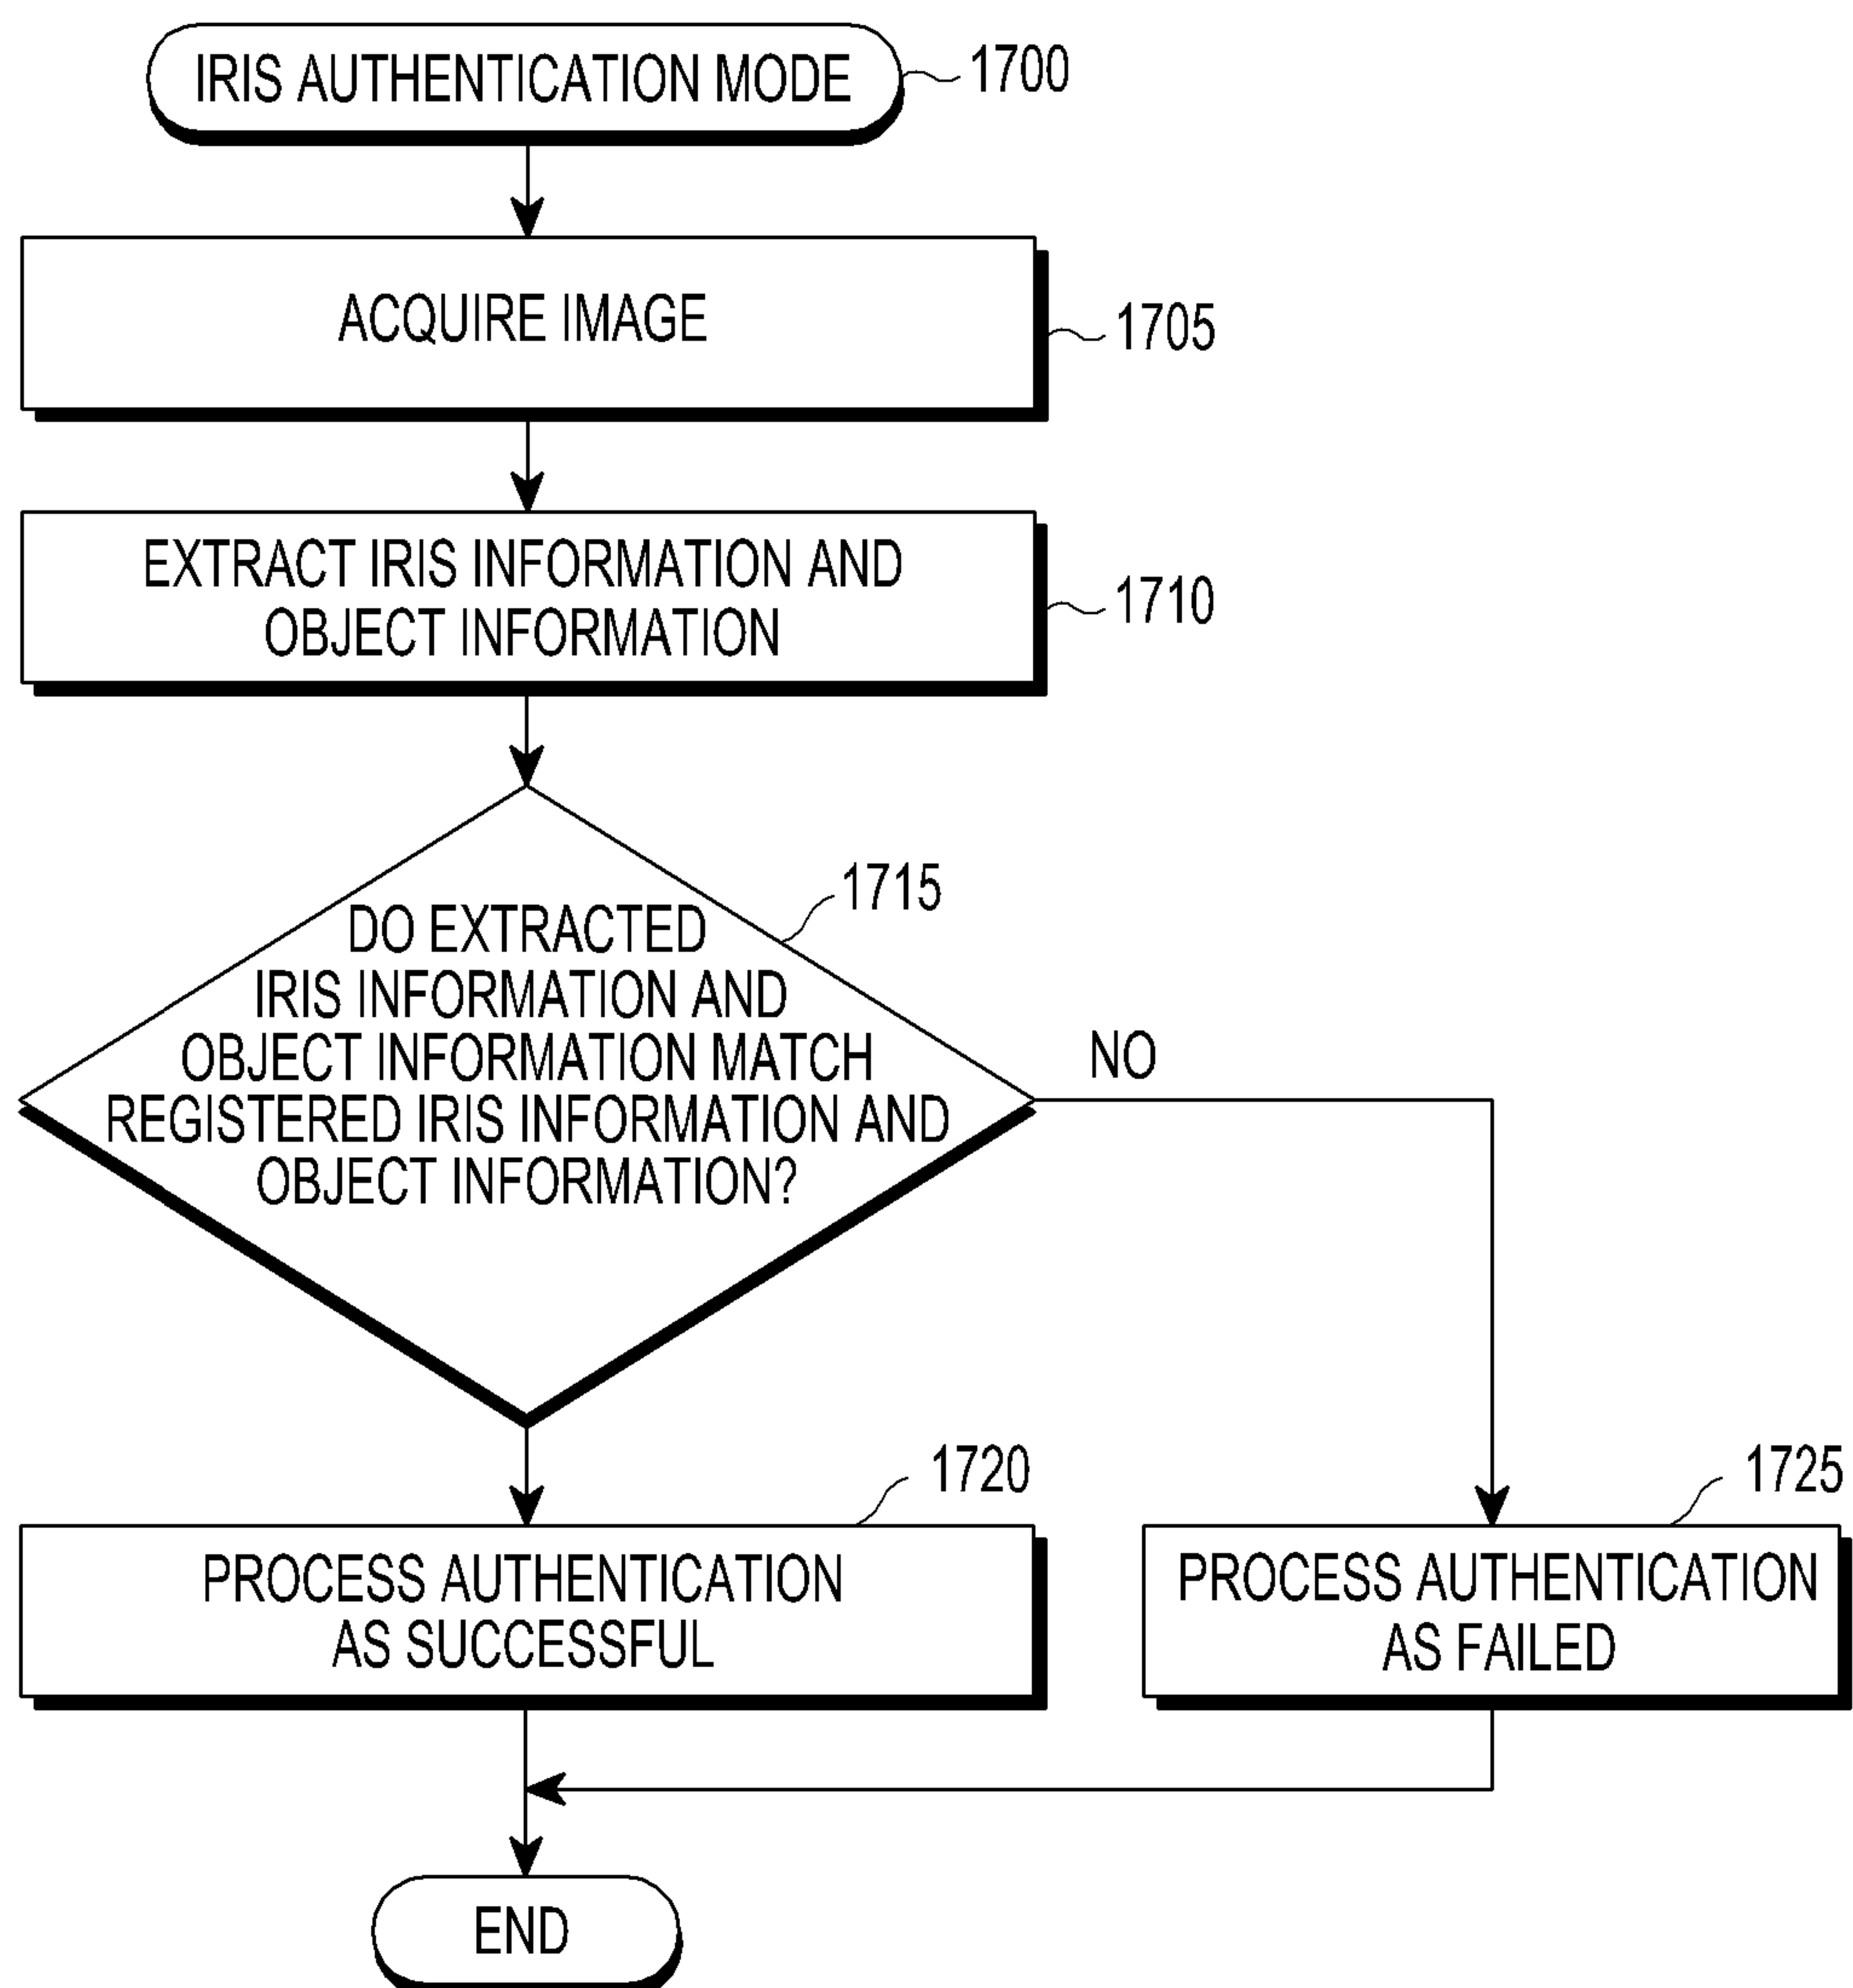 IRIS AUTHENTICATION MODE
1700
ACQUIRE IMAGE
1705
EXTRACT IRIS INFORMATION AND
OBJECT INFORMATION
1710
1715
DO EXTRACTED
IRIS INFORMATION AND
OBJECT INFORMATION MATCH
REGISTERED IRIS INFORMATION AND
OBJECT INFORMATION?
NO
1720
PROCESS AUTHENTICATION
AS SUCCESSFUL
1725
PROCESS AUTHENTICATION
AS FAILED
END